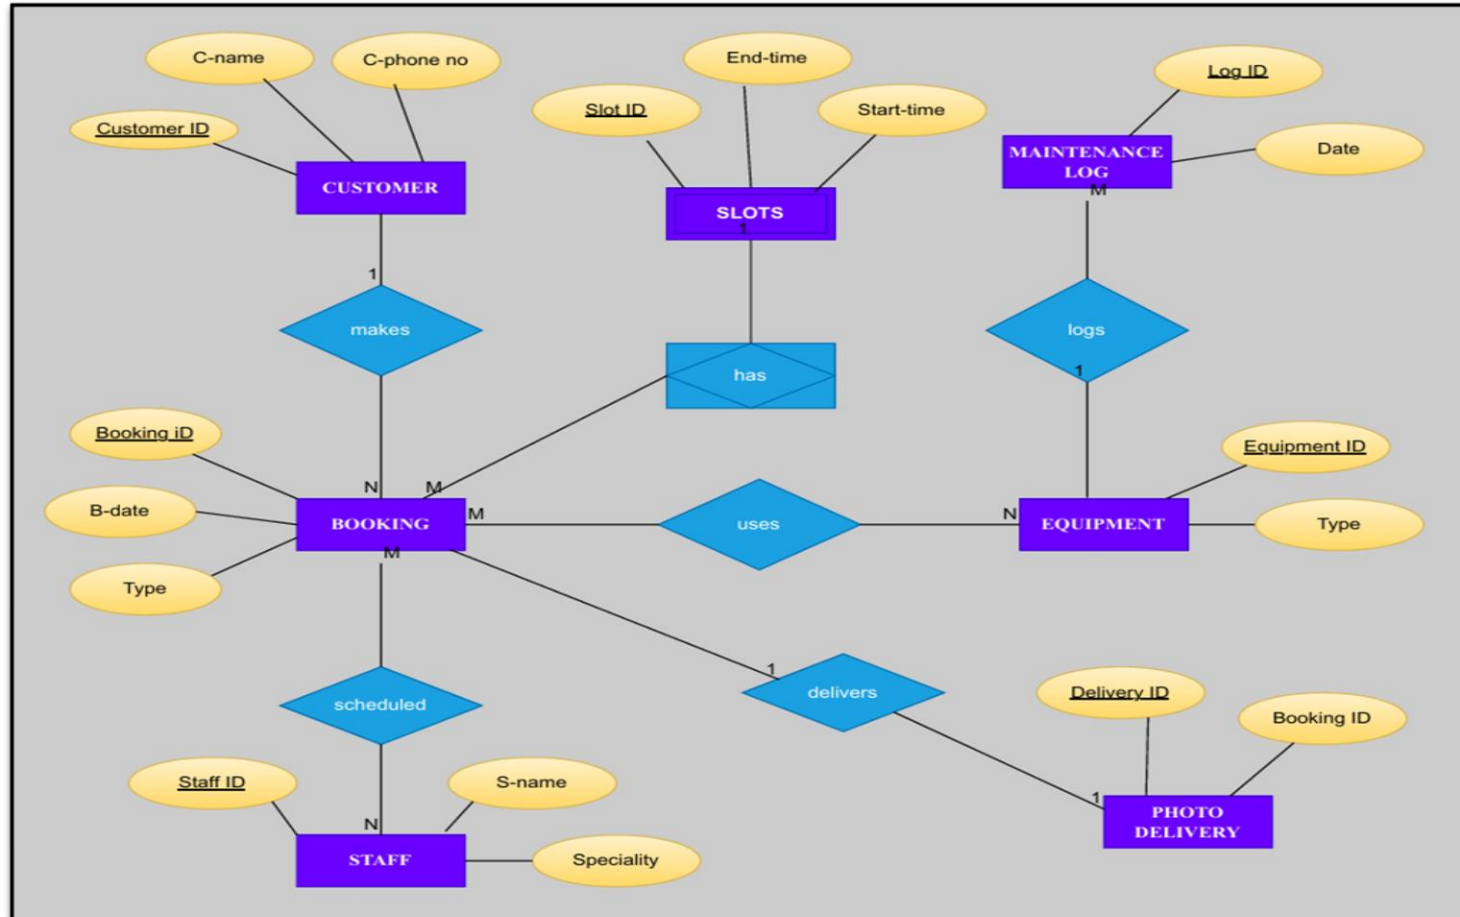 C-name
C-phone no
Customer ID
CUSTOMER
End-time
Slot ID
Start-time
SLOTS
1
Log ID
Date
MAINTENANCE
LOG
M
1
makes
has
logs
1
Booking iD
B-date
Type
N
M
BOOKING
M
M
uses
N
EQUIPMENT
Equipment ID
Type
scheduled
1
delivers
Delivery ID
Booking ID
1
PHOTO
DELIVERY
Staff ID
S-name
N
STAFF
Speciality